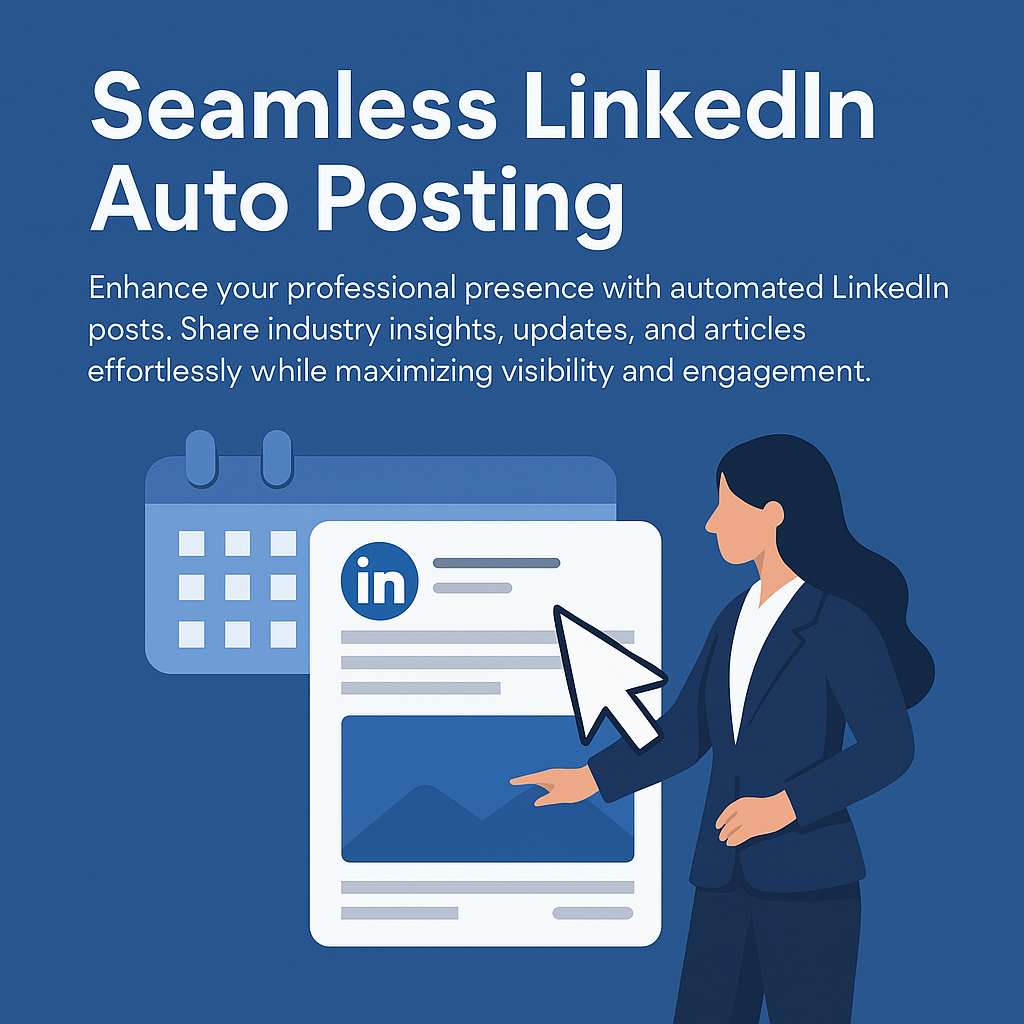 Seamless LinkedIn
Auto Posting
Enhance your professional presence with automated LinkedIn
posts. Share industry insights, updates, and articles
effortlessly while maximizing visibility and engagement.
in